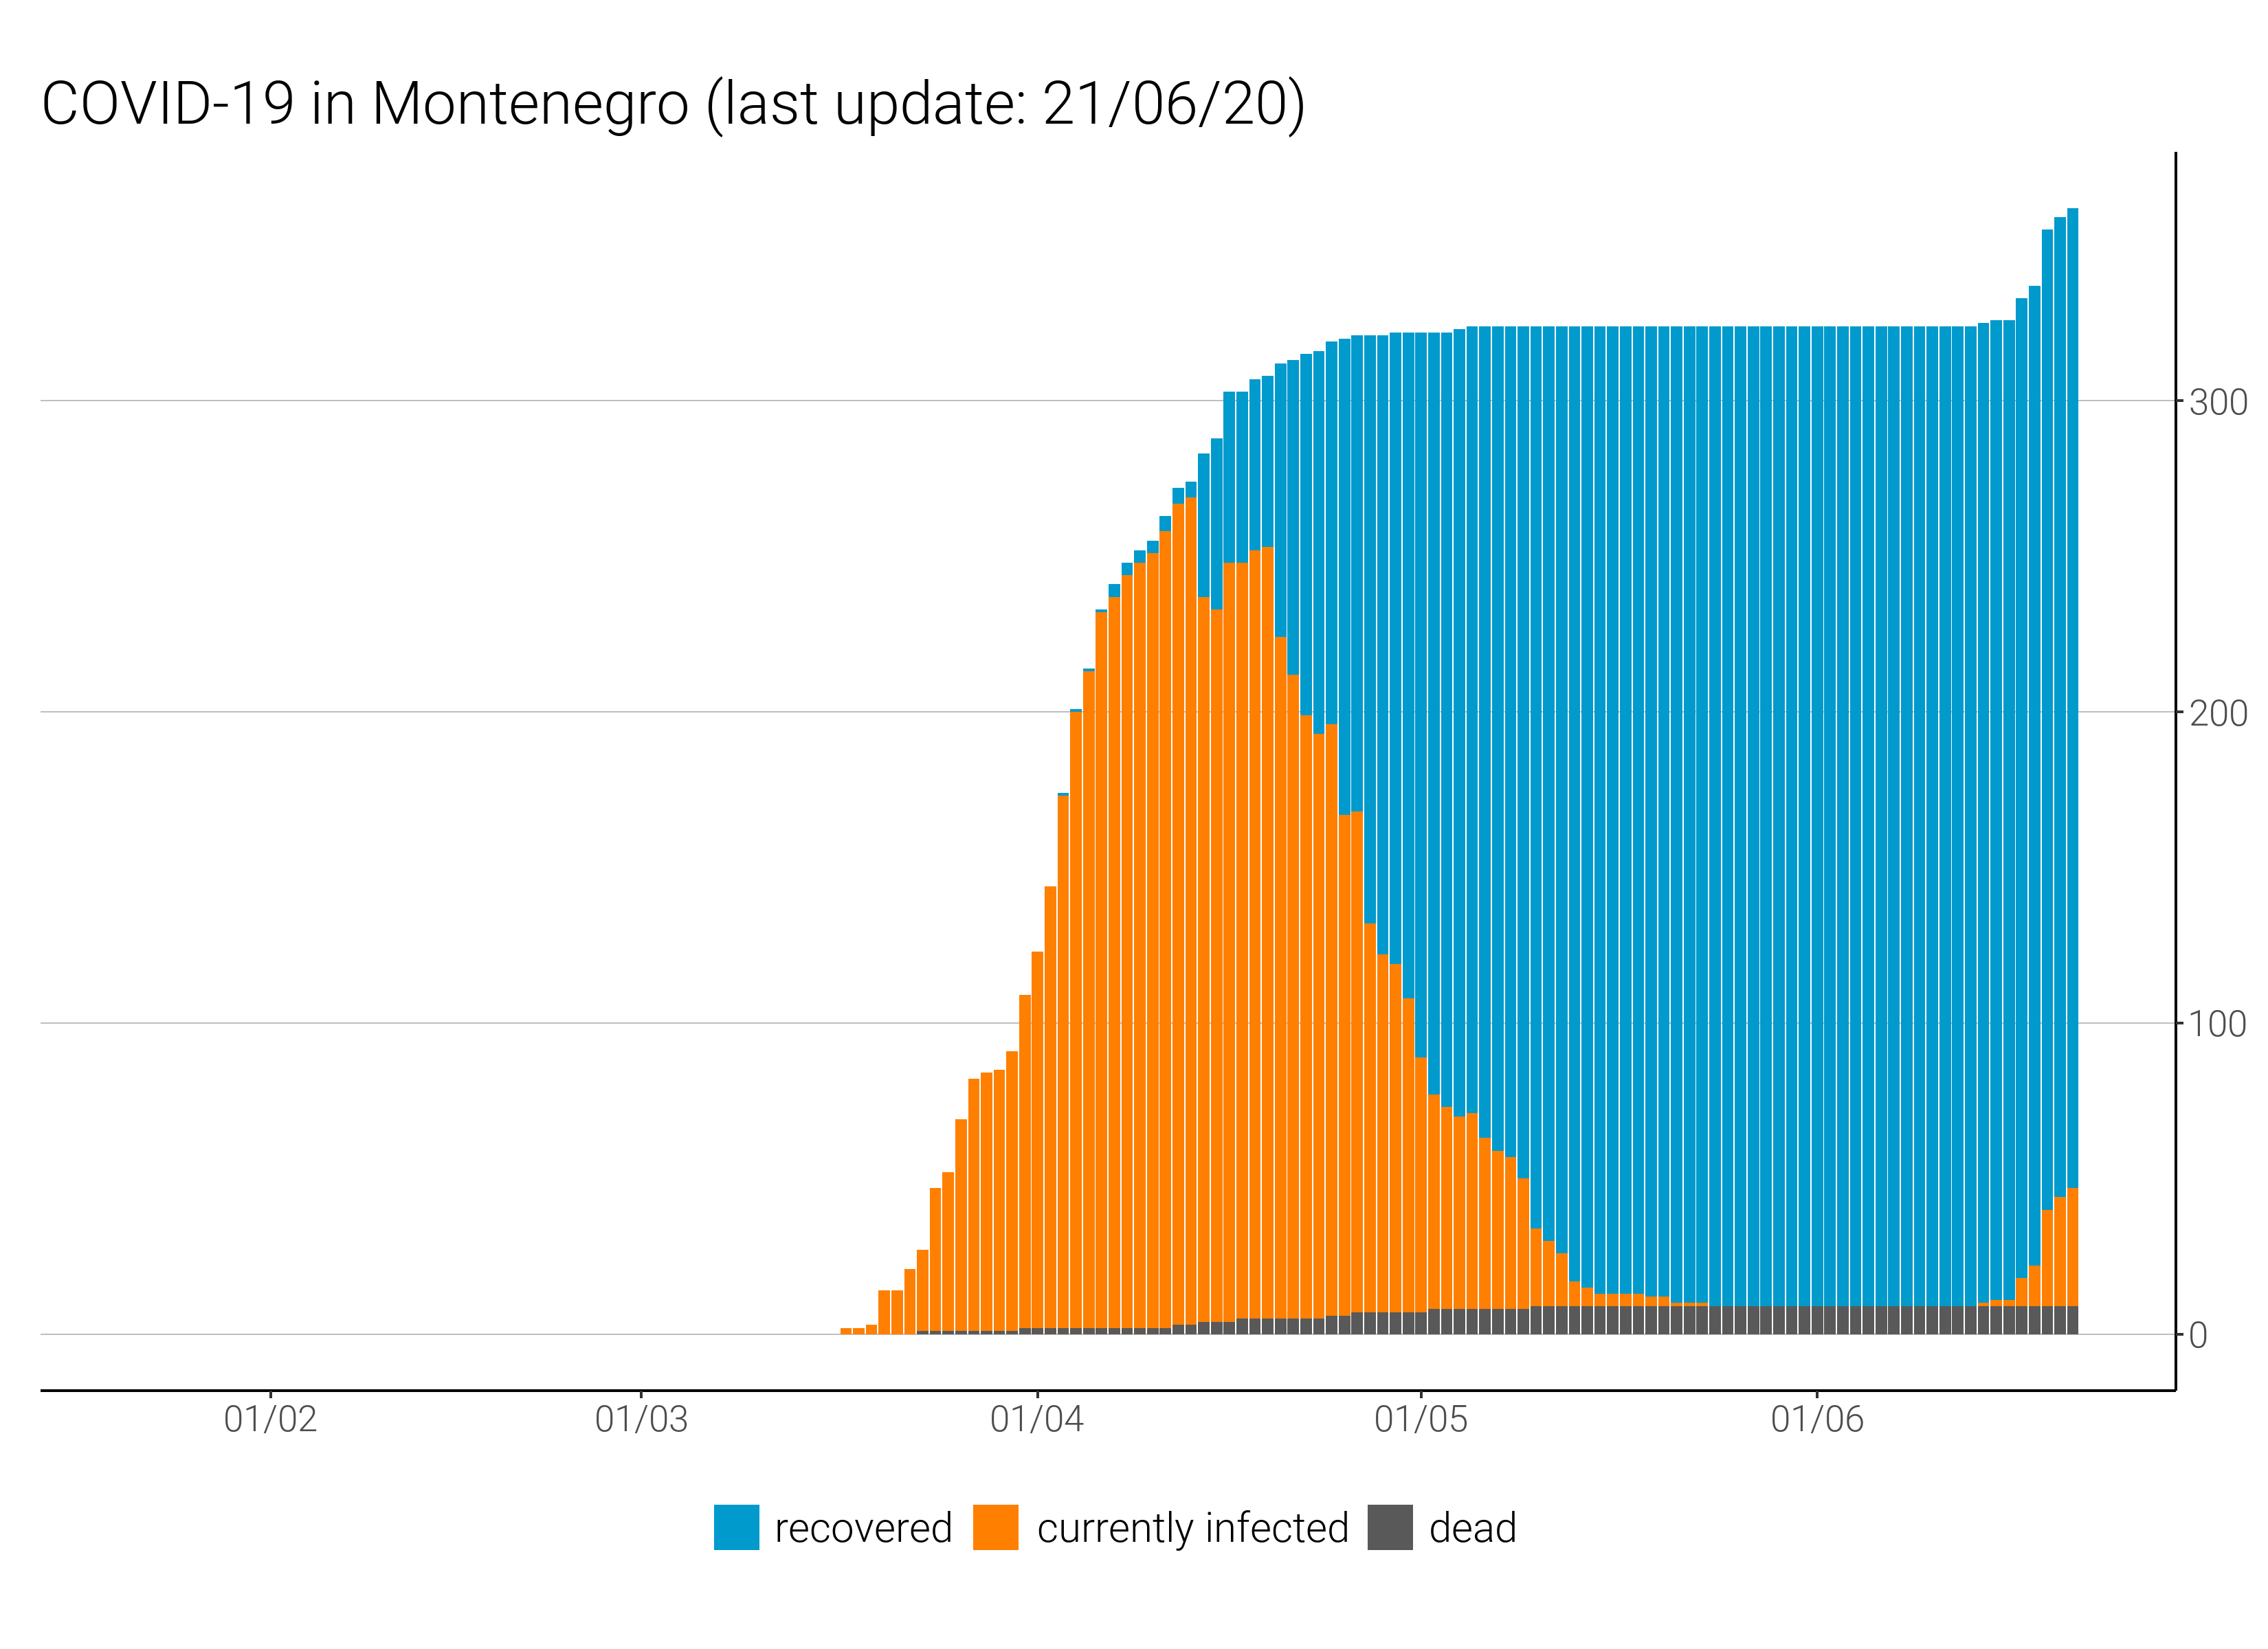 COVID-19 in Montenegro (last update: 21/06/20)
300
200
100
0
01/02 01/03 01/04 01/05 01/06
recovered currently infected dead